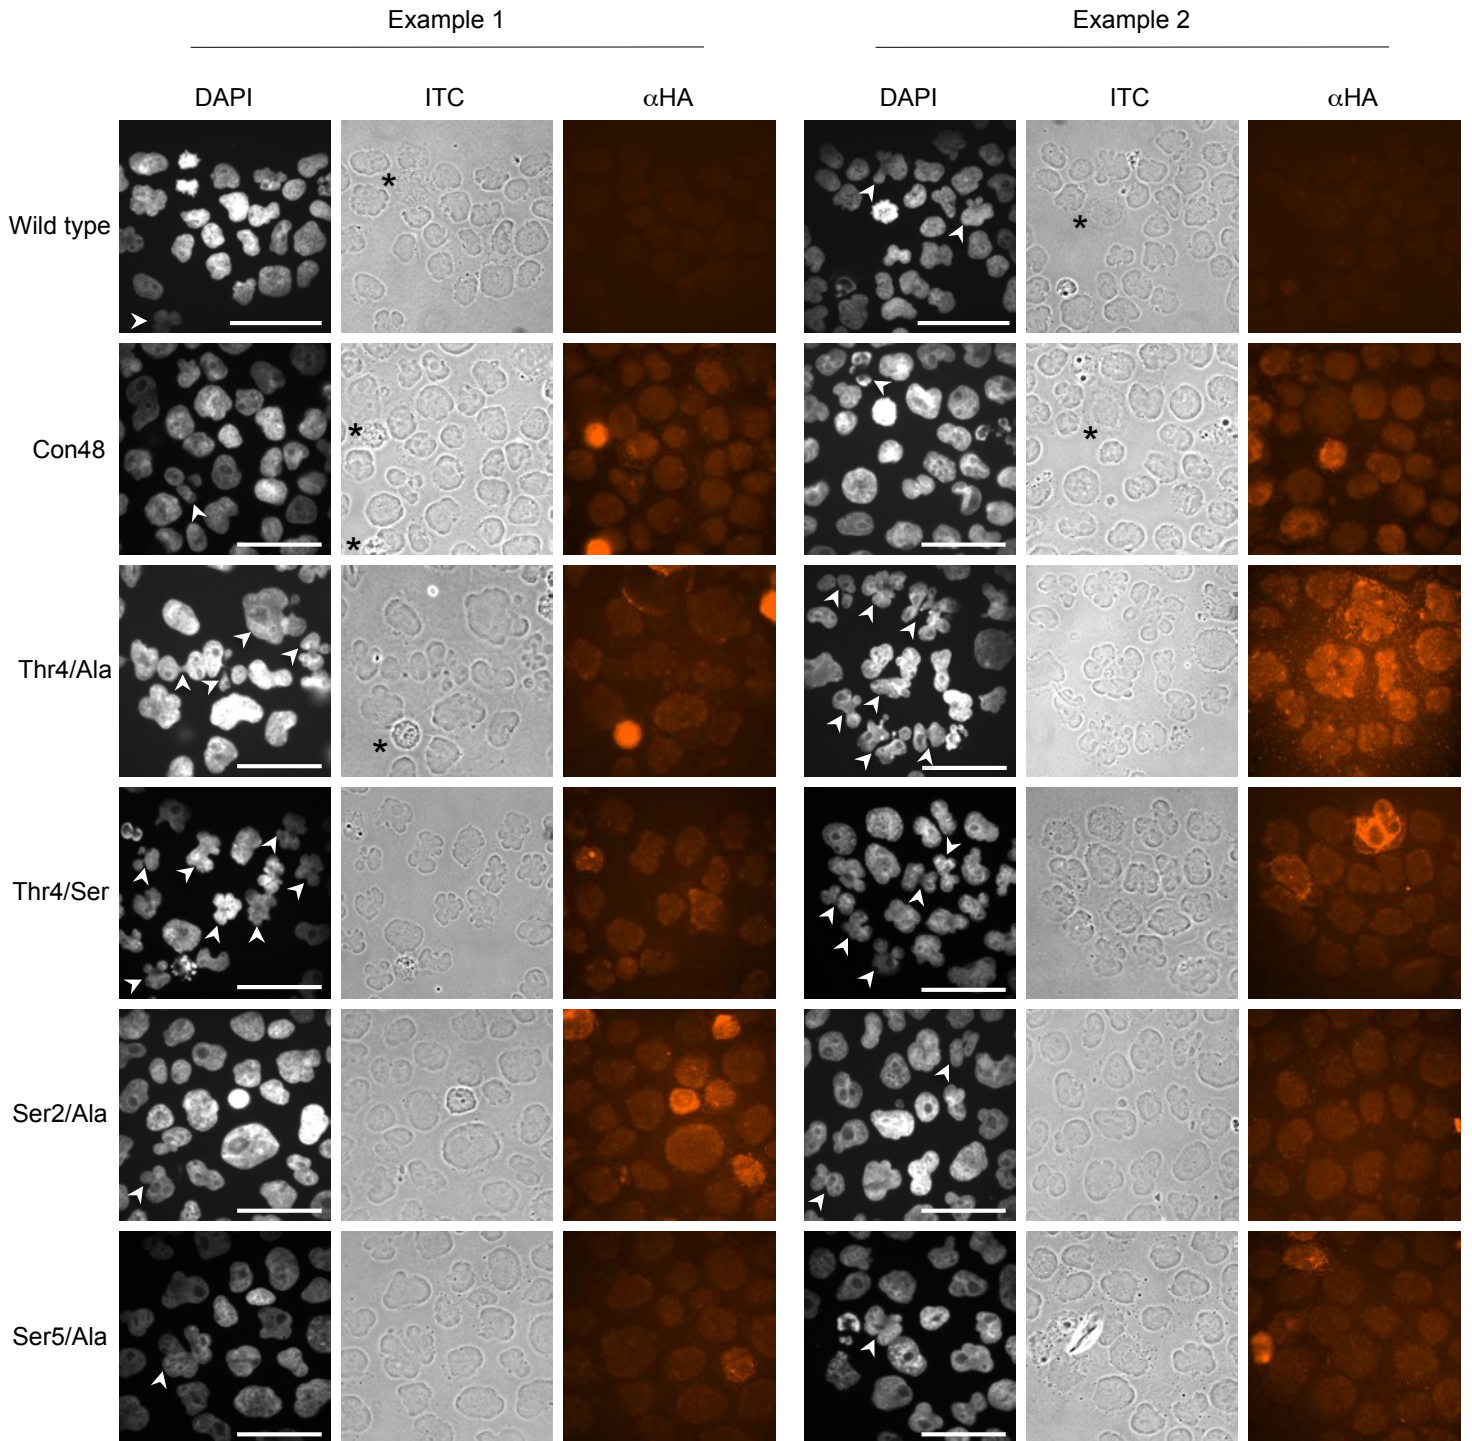 Example 1 Example 2
DAPI ITC αHA DAPI ITC αHA
Wild type
*
*
Con48
*
*
*
Thr4/Ala
*
Thr4/Ser
Ser2/Ala
Ser5/Ala